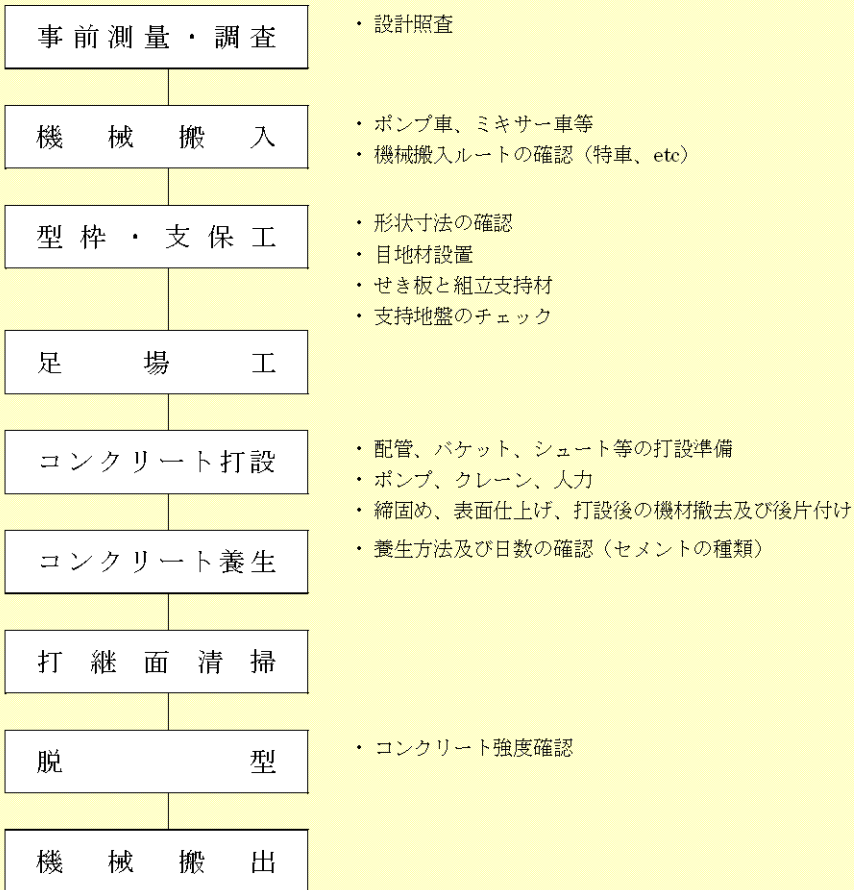 事前測量・調査
・設計照査
機械搬入
・ポンプ車、ミキサー車等
・機械搬入ルートの確認（特車、etc）
型枠・支保工
・形状寸法の確認
・目地材設置
・せき板と組立支持材
・支持地盤のチェック
足場工
コンクリート打設
・配管、バケット、シュート等の打設準備
・ポンプ、クレーン、人力
・締固め、表面仕上げ、打設後の機材撤去及び後片付け
コンクリート養生
・養生方法及び日数の確認（セメントの種類）
打継面清掃
脱型
・コンクリート強度確認
機械搬出